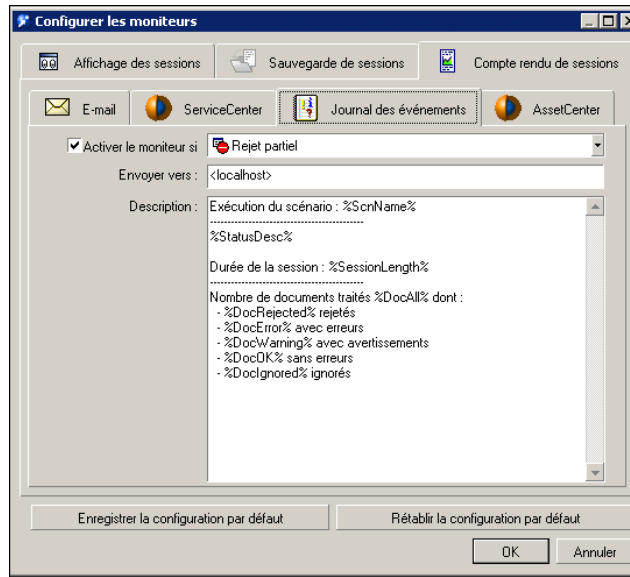 Configurer les moniteurs
Affichage des sessions
Sauvegarde de sessions
Compte rendu de sessions
E-mail
ServiceCenter
Journal des événements
AssetCenter
Activer le moniteur si
Rejet partiel
Envoyer vers :
<localhost>
Description :
Exécution du scénario : %ScnName%
--------------------------------------------
%StatusDesc%
Durée de la session : %SessionLength%
--------------------------------------------
Nombre de documents traités %DocAll% dont :
- %DocRejected% rejetés
- %DocError% avec erreurs
- %DocWarning% avec avertissements
- %DocOK% sans erreurs
- %DocIgnored% ignorés
Enregistrer la configuration par défaut
Rétablir la configuration par défaut
OK
Annuler